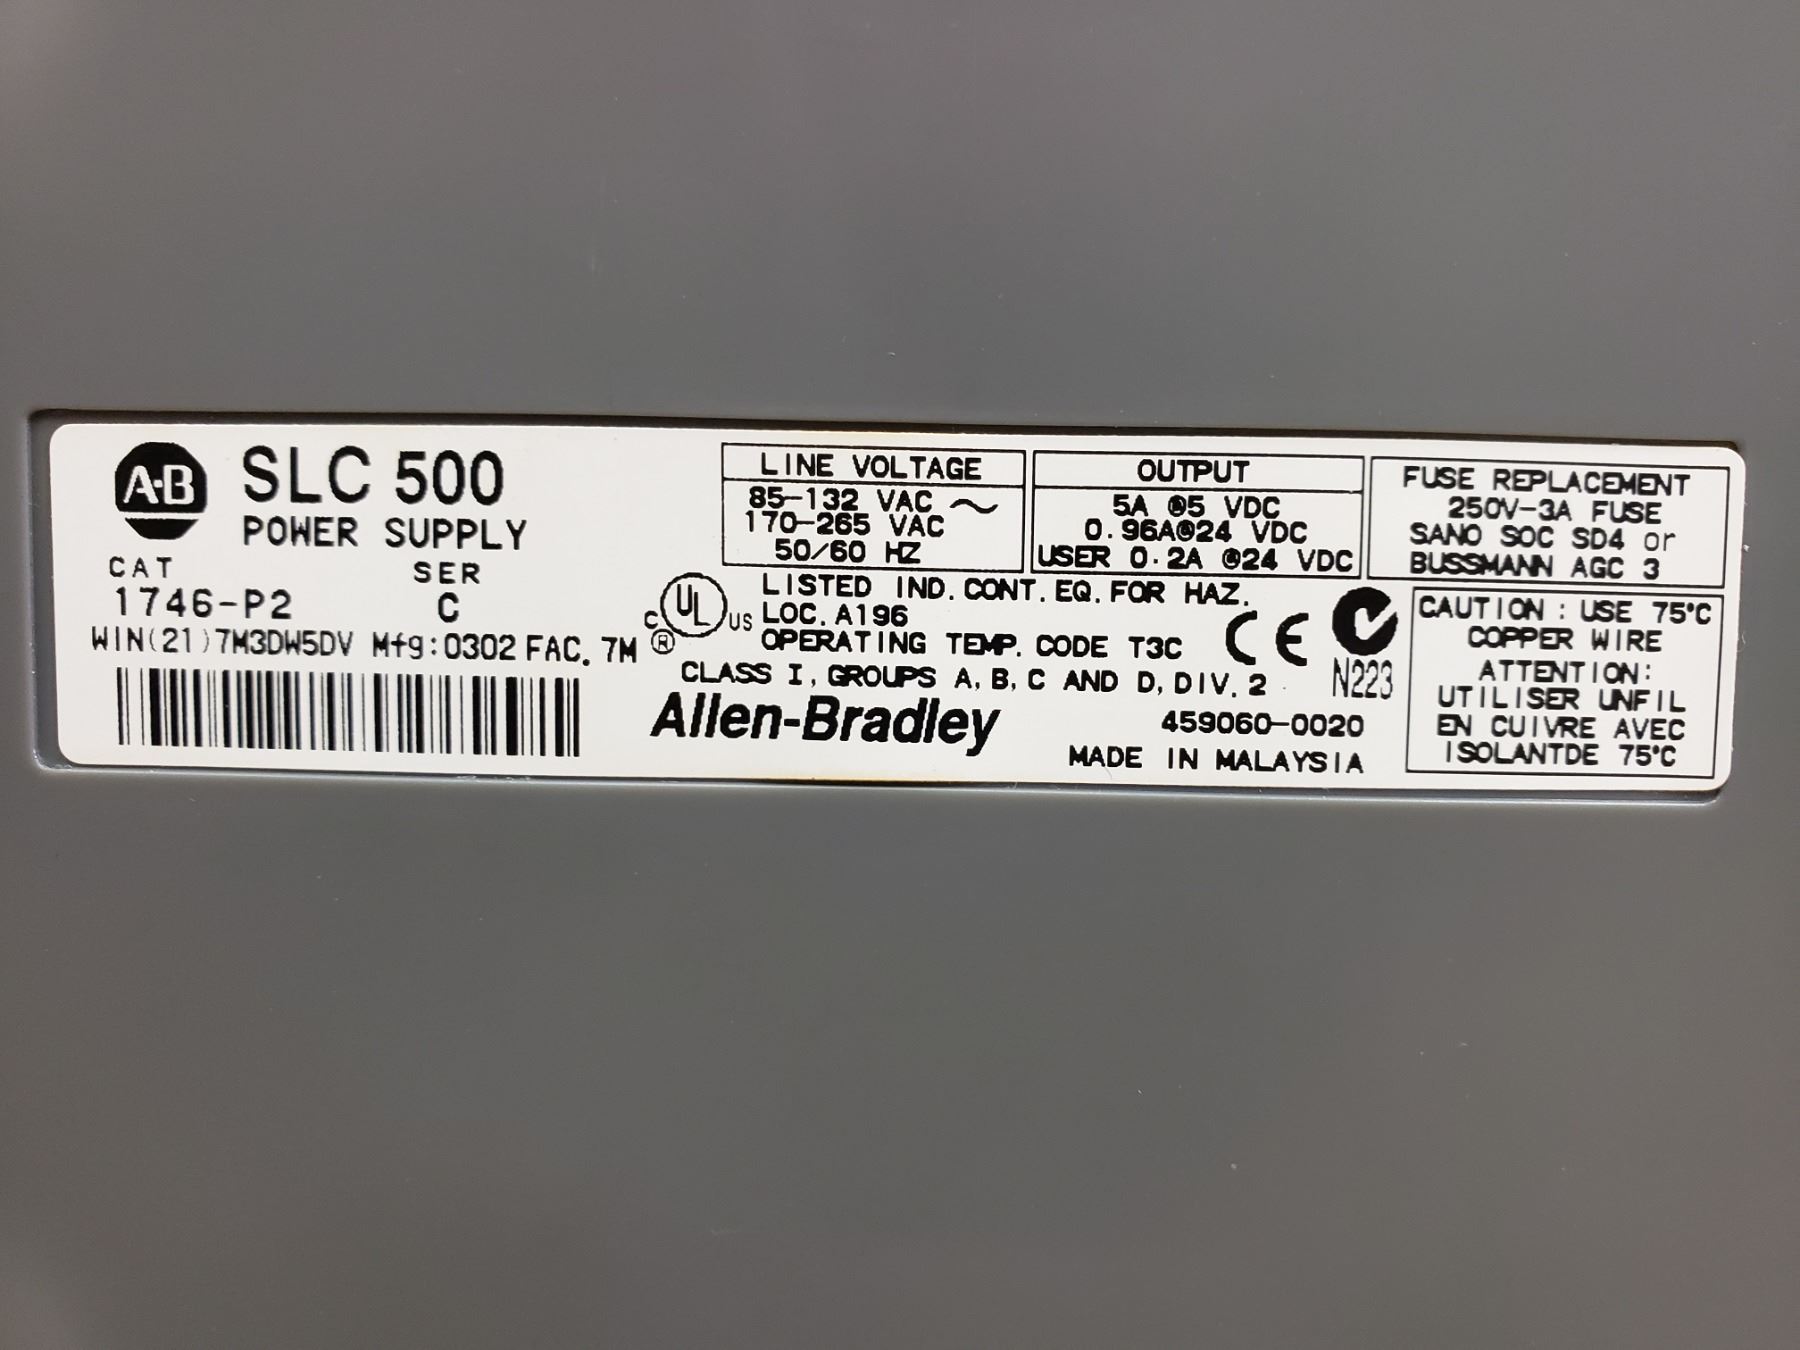 A-B
SLC 500
POWER SUPPLY
CAT
SER
1746-P2
C
WIN(21)7M3DW5DV Mfg:0302 FAC. 7M
LINE VOLTAGE
85-132 VAC ~
170-265 VAC
50/60 HZ
OUTPUT
5A @5 VDC
0.96A@24 VDC
USER 0.2A @24 VDC
FUSE REPLACEMENT
250V-3A FUSE
SANO SOC SD4 or
BUSSMANN AGC 3
C UL US ®
LISTED IND. CONT. EQ. FOR HAZ.
LOC. A196
OPERATING TEMP. CODE T3C
CLASS I, GROUPS A, B, C AND D, DIV. 2
CE
N223
Allen-Bradley
459060-0020
MADE IN MALAYSIA
CAUTION : USE 75°C
COPPER WIRE
ATTENTION:
UTILISER UNFIL
EN CUIVRE AVEC
ISOLANTDE 75°C